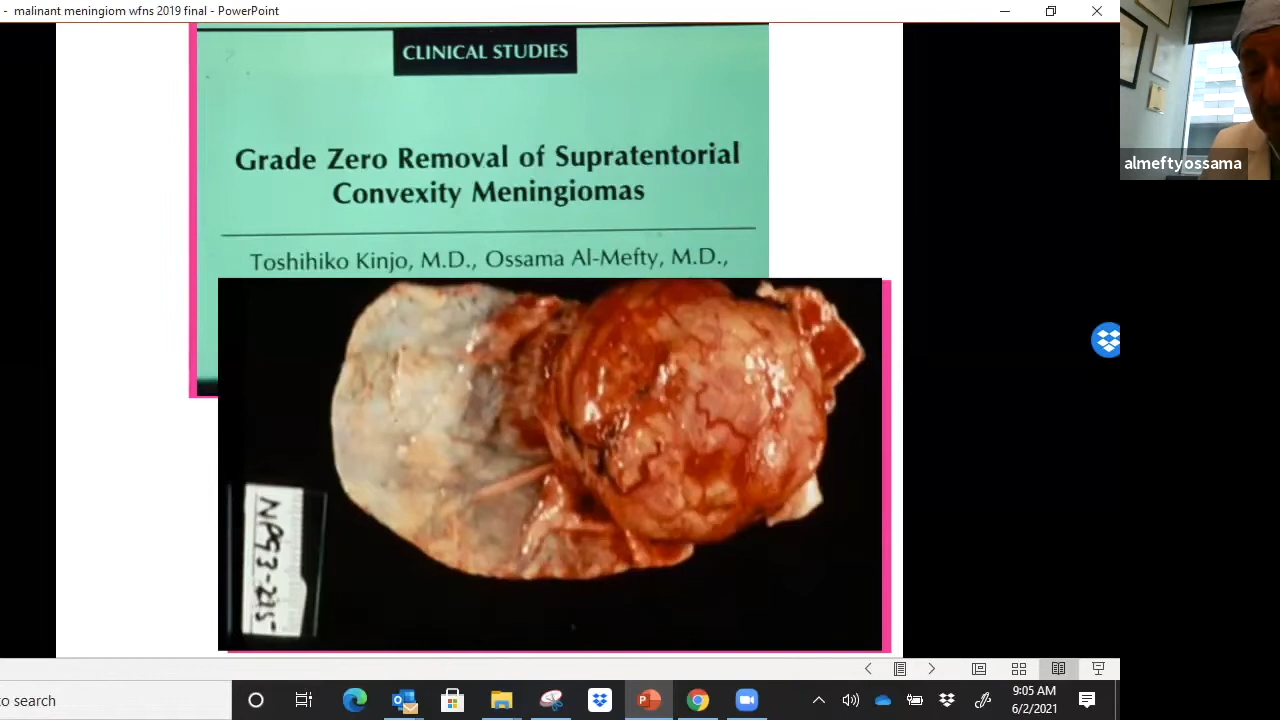 - malinant meningiom wfns 2019 final - PowerPoint
CLINICAL STUDIES
Grade Zero Removal of Supratentorial
Convexity Meningiomas
Toshihiko Kinjo, M.D., Ossama Al-Mefty, M.D.,
almeftyossama
to search
9:05 AM
6/2/2021